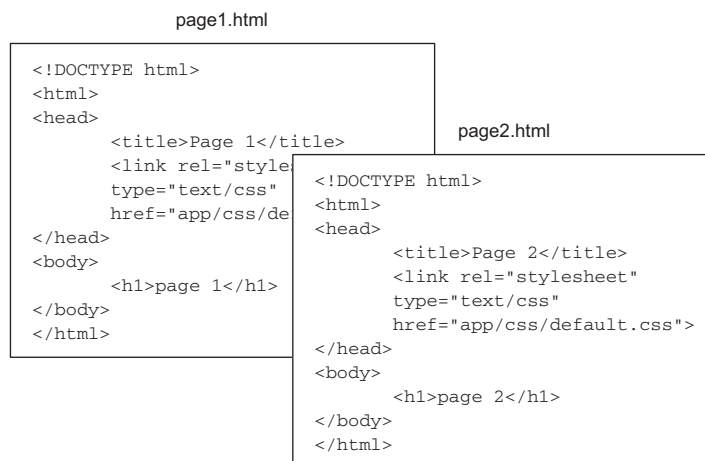 page1.html
<!DOCTYPE html>
<html>
<head>
<title>Page 1</title>
<link rel="styles
type="text/css"
href="app/css/de
</head>
<body>
<h1>page 1</h1>
</body>
</html>
page2.html
<!DOCTYPE html>
<html>
<head>
<title>Page 2</title>
<link rel="stylesheet"
type="text/css"
href="app/css/default.css">
</head>
<body>
<h1>page 2</h1>
</body>
</html>